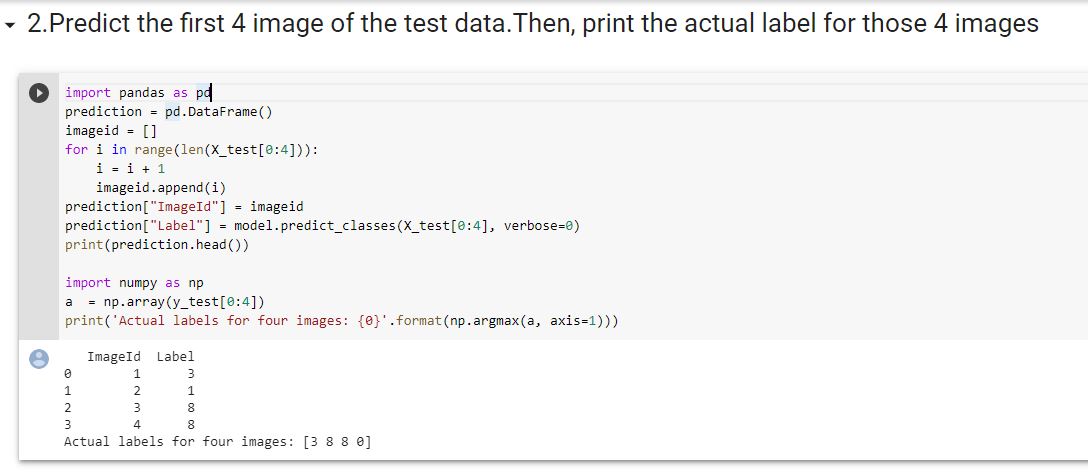 2.Predict the first 4 image of the test data.Then, print the actual label for those 4 images
import pandas as pd
prediction = pd.DataFrame()
imageid = []
for i in range(len(X_test[0:4])):
    i = i + 1
    imageid.append(i)
prediction["ImageId"] = imageid
prediction["Label"] = model.predict_classes(X_test[0:4], verbose=0)
print(prediction.head())
import numpy as np
a  = np.array(y_test[0:4])
print('Actual labels for four images: {0}'.format(np.argmax(a, axis=1)))
   ImageId  Label
0        1      3
1        2      1
2        3      8
3        4      8
Actual labels for four images: [3 8 8 0]